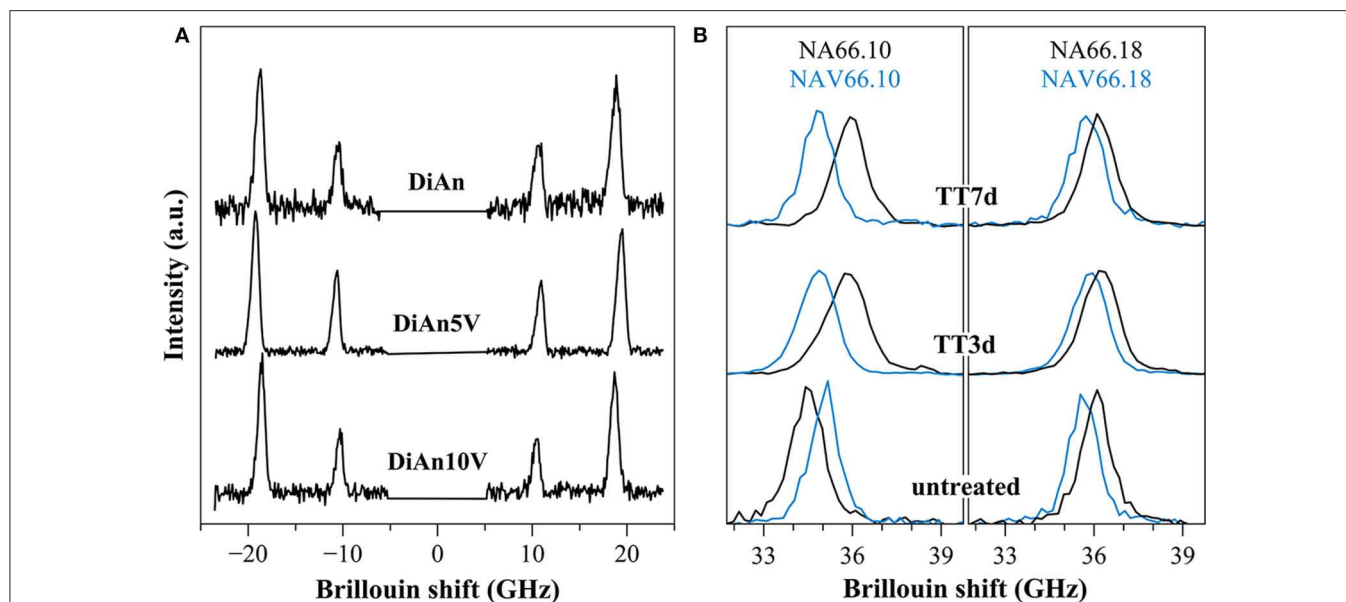 A
Intensity (a.u.)
DiAn
DiAn5V
DiAn10V
−20 −10 0 10 20
Brillouin shift (GHz)
B
NA66.10
NAV66.10
NA66.18
NAV66.18
TT7d
TT3d
untreated
33 36 39 33 36 39
Brillouin shift (GHz)